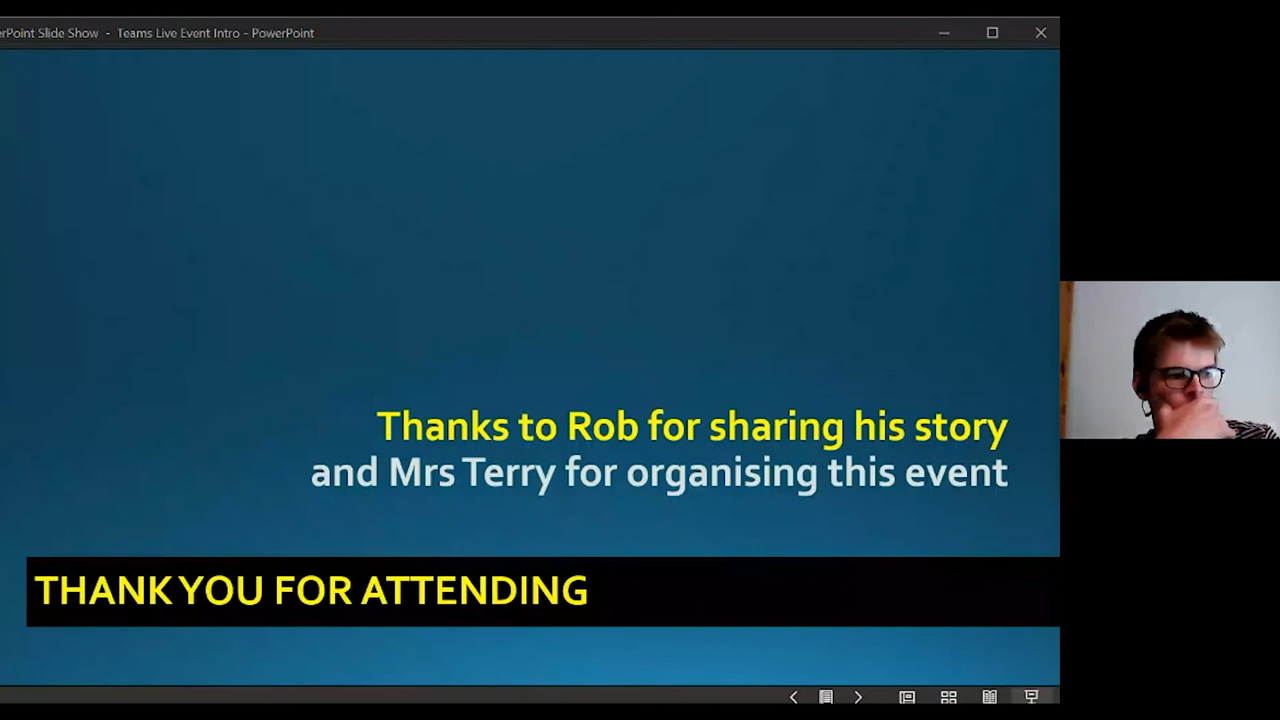 erPoint Slide Show - Teams Live Event Intro - PowerPoint
Thanks to Rob for sharing his story
and Mrs Terry for organising this event
THANK YOU FOR ATTENDING